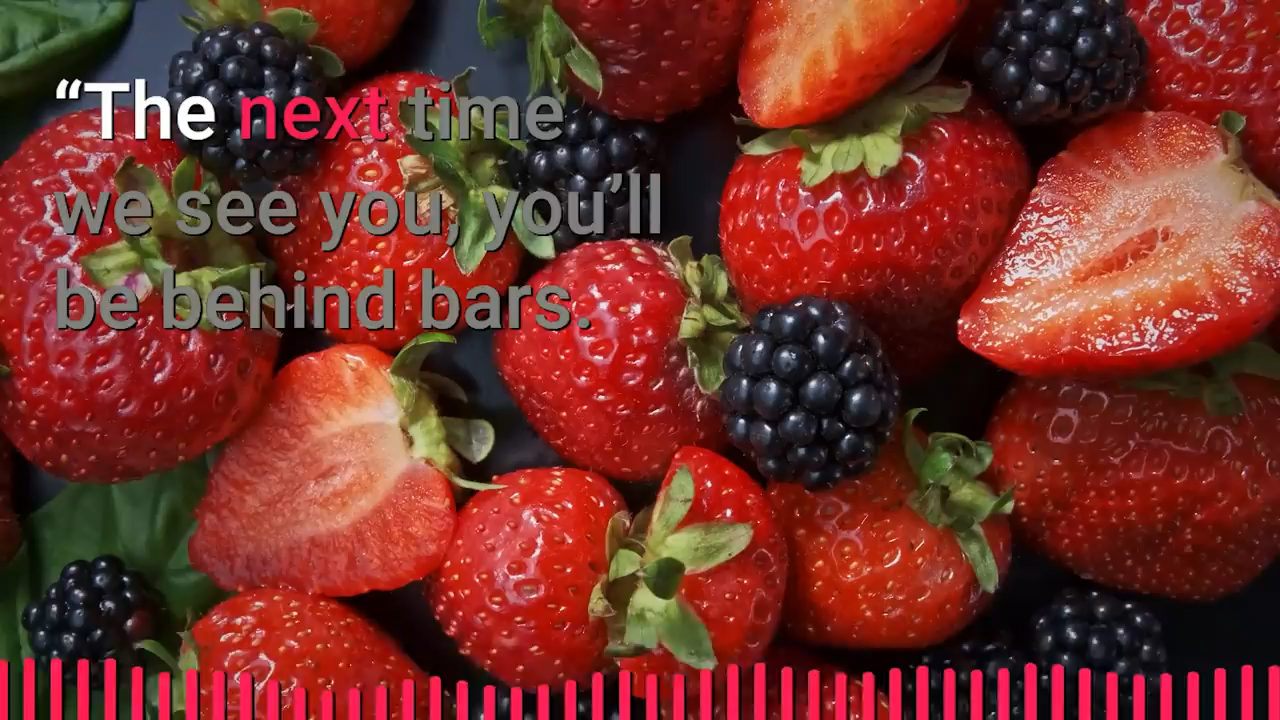 “The next time
we see you, you’ll
be behind bars.